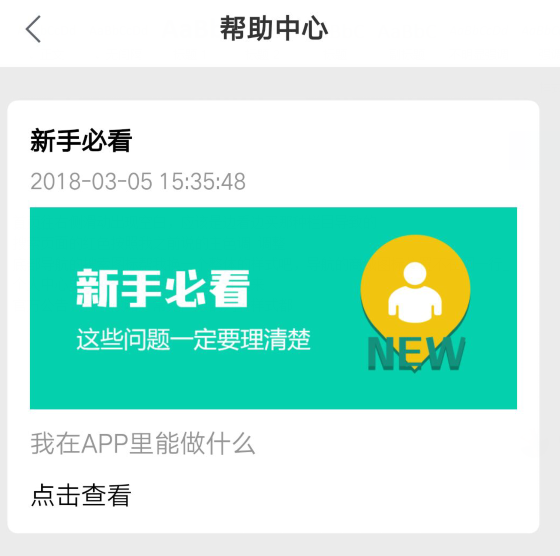 帮助中心
新手必看
2018-03-05 15:35:48
新手必看
这些问题一定要理清楚
NEW
我在APP里能做什么
点击查看